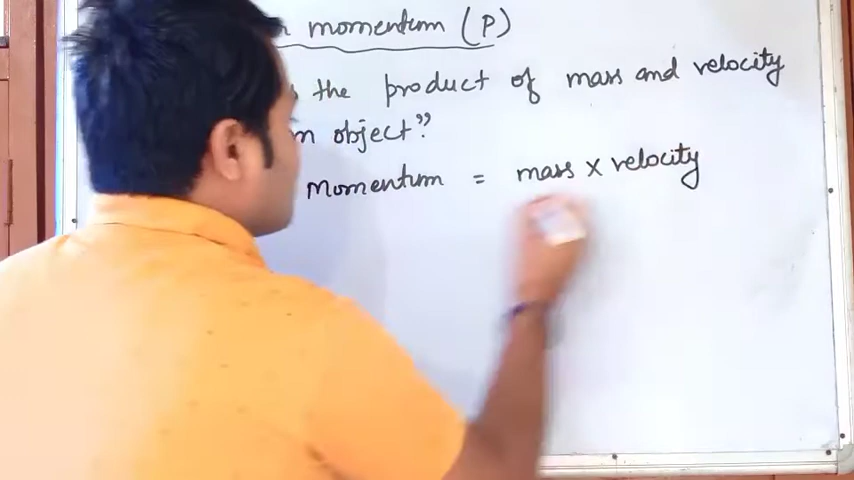 momentum (P)
the product of mass and velocity
object"
Momentum = mass x velocity